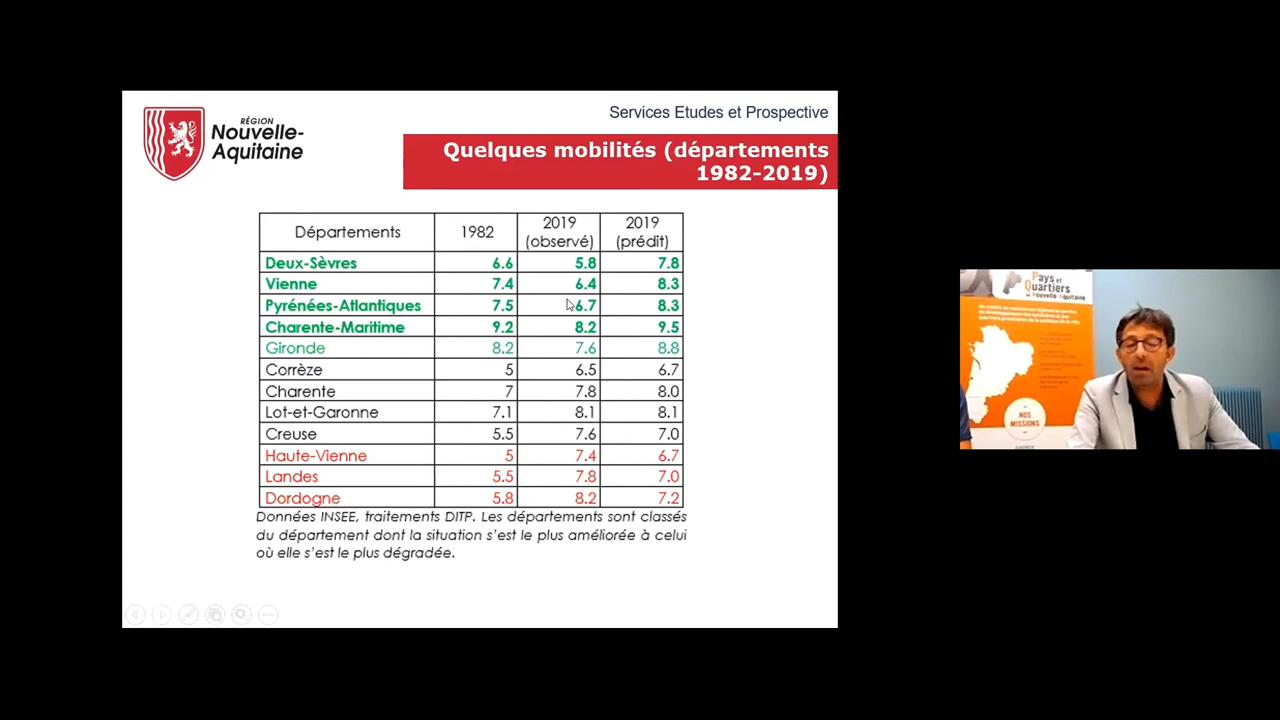 RÉGION
Nouvelle-
Aquitaine
Services Etudes et Prospective
Quelques mobilités (départements
1982-2019)
Départements 1982 2019 (observé) 2019 (prédit)
Deux-Sèvres 6.6 5.8 7.8
Vienne 7.4 6.4 8.3
Pyrénées-Atlantiques 7.5 6.7 8.3
Charente-Maritime 9.2 8.2 9.5
Gironde 8.2 7.6 8.8
Corrèze 5 6.5 6.7
Charente 7 7.8 8.0
Lot-et-Garonne 7.1 8.1 8.1
Creuse 5.5 7.6 7.0
Haute-Vienne 5 7.4 6.7
Landes 5.5 7.8 7.0
Dordogne 5.8 8.2 7.2
Données INSEE, traitements DITP. Les départements sont classés
du département dont la situation s'est le plus améliorée à celui
où elle s'est le plus dégradée.
Pays et
Quartiers
de Nouvelle-Aquitaine
NOS
MISSIONS